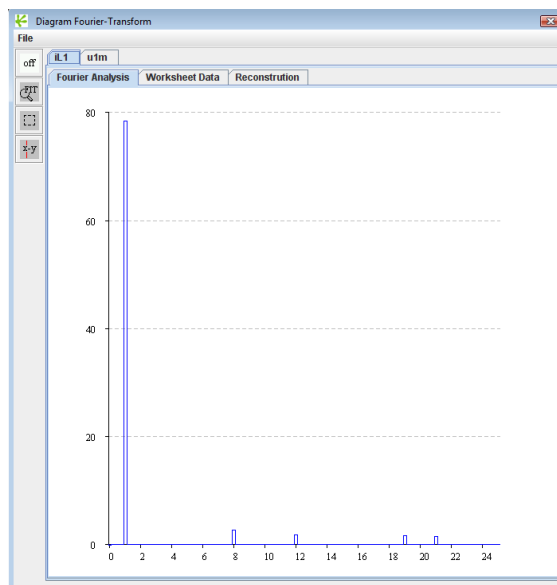 Diagram Fourier-Transform
File
off
iL1 u1m
Fourier Analysis Worksheet Data Reconstrution
FIT
x-y
80
60
40
20
0
0 2 4 6 8 10 12 14 16 18 20 22 24